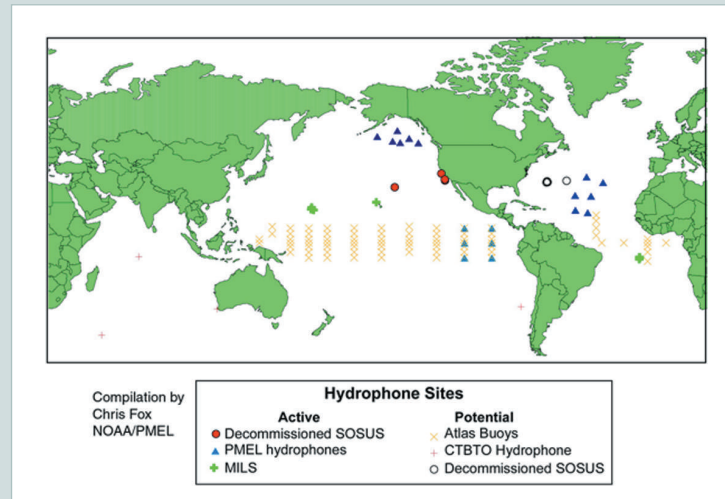 Compilation by
Chris Fox
NOAA/PMEL
Hydrophone Sites
Active
Decommissioned SOSUS
PMEL hydrophones
MILS
Potential
Atlas Buoys
CTBTO Hydrophone
Decommissioned SOSUS